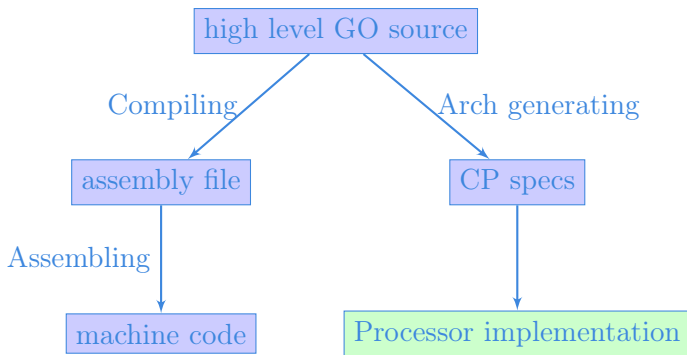 high level GO source
Compiling
Arch generating
assembly file
CP specs
Assembling
machine code
Processor implementation